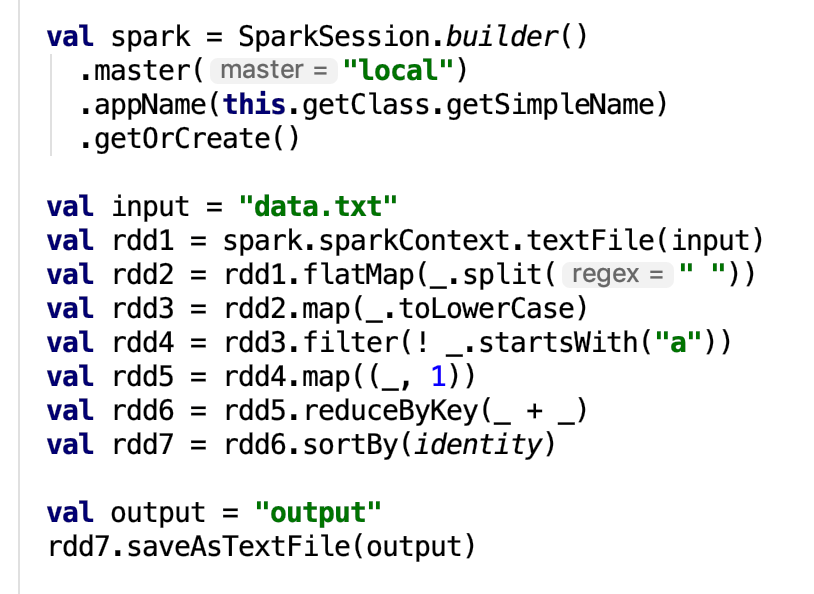 val spark = SparkSession.builder()
  .master( master = "local")
  .appName(this.getClass.getSimpleName)
  .getOrCreate()

val input = "data.txt"
val rdd1 = spark.sparkContext.textFile(input)
val rdd2 = rdd1.flatMap(_.split( regex = " "))
val rdd3 = rdd2.map(_.toLowerCase)
val rdd4 = rdd3.filter(! _.startsWith("a"))
val rdd5 = rdd4.map((_, 1))
val rdd6 = rdd5.reduceByKey(_ + _)
val rdd7 = rdd6.sortBy(identity)

val output = "output"
rdd7.saveAsTextFile(output)